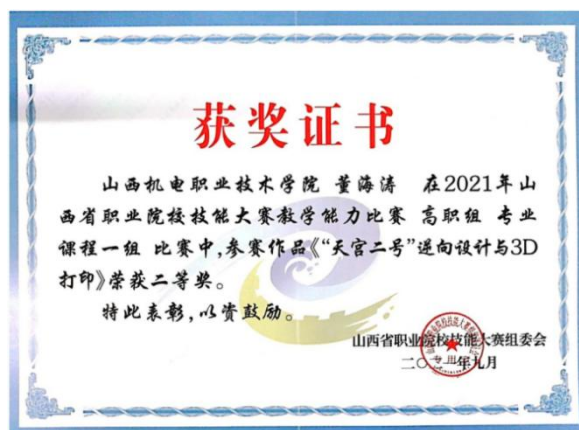 获奖证书
山西机电职业技术学院 董海涛 在2021年山
西省职业院校技能大赛教学能力比赛 高职组 专业
课程一组 比赛中,参赛作品《“天宫二号”逆向设计与3D
打印》荣获二等奖。
特此表彰,以资鼓励。
山西省职业院校技能大赛组委会
二〇二一年九月